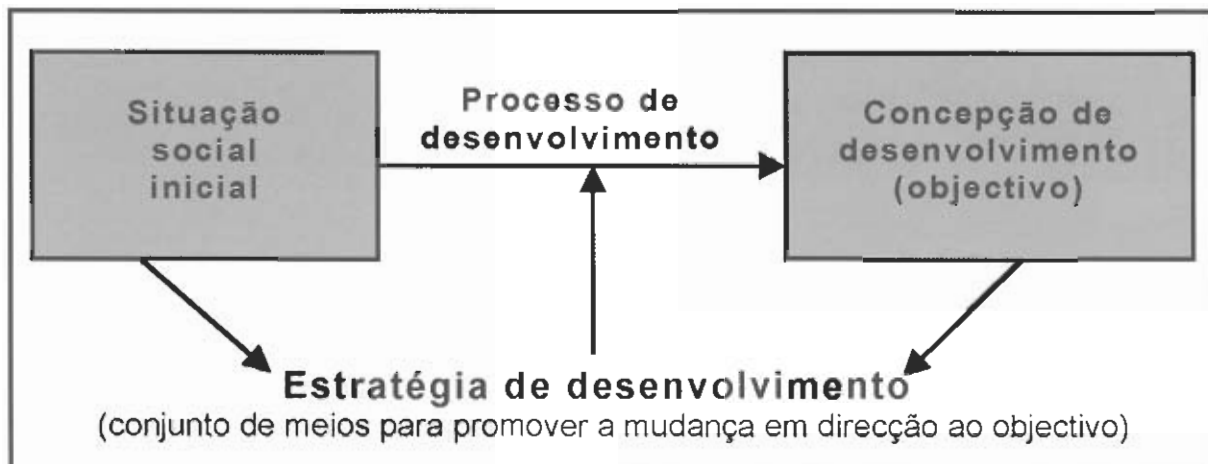 Situação
social
inicial
Processo de
desenvolvimento
Concepção de
desenvolvimento
(objectivo)
Estratégia de desenvolvimento
(conjunto de meios para promover a mudança em direcção ao objectivo)